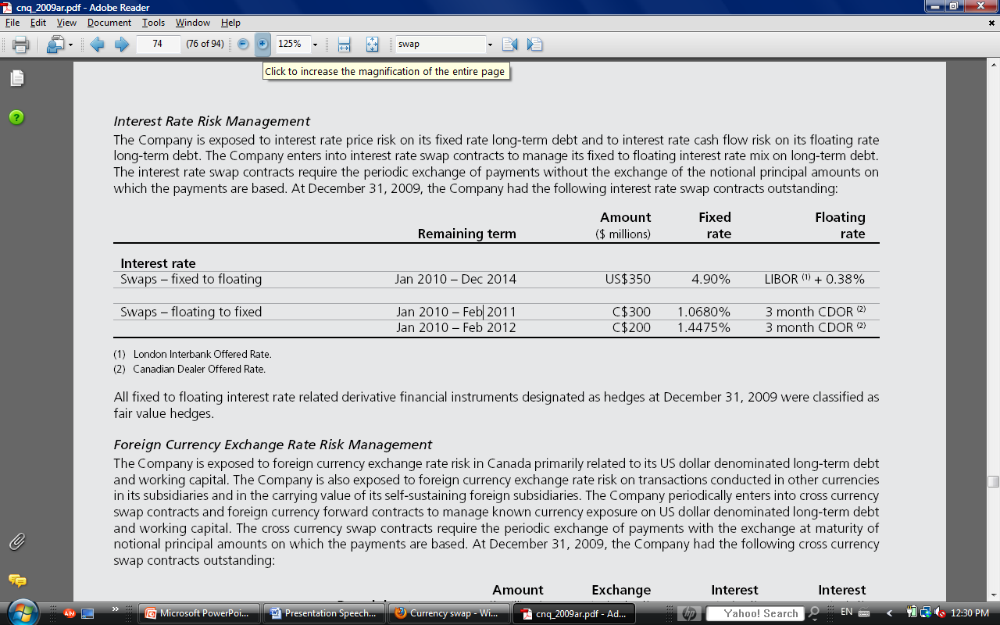 cnq_2009ar.pdf - Adobe Reader
File Edit View Document Tools Window Help
74 (76 of 94) 125% swap
Click to increase the magnification of the entire page
Interest Rate Risk Management
The Company is exposed to interest rate price risk on its fixed rate long-term debt and to interest rate cash flow risk on its floating rate
long-term debt. The Company enters into interest rate swap contracts to manage its fixed to floating interest rate mix on long-term debt.
The interest rate swap contracts require the periodic exchange of payments without the exchange of the notional principal amounts on
which the payments are based. At December 31, 2009, the Company had the following interest rate swap contracts outstanding:
Amount Fixed Floating
Remaining term ($ millions) rate rate
Interest rate
Swaps – fixed to floating Jan 2010 – Dec 2014 US$350 4.90% LIBOR (1) + 0.38%
Swaps – floating to fixed Jan 2010 – Feb 2011 C$300 1.0680% 3 month CDOR (2)
Jan 2010 – Feb 2012 C$200 1.4475% 3 month CDOR (2)
(1) London Interbank Offered Rate.
(2) Canadian Dealer Offered Rate.
All fixed to floating interest rate related derivative financial instruments designated as hedges at December 31, 2009 were classified as
fair value hedges.
Foreign Currency Exchange Rate Risk Management
The Company is exposed to foreign currency exchange rate risk in Canada primarily related to its US dollar denominated long-term debt
and working capital. The Company is also exposed to foreign currency exchange rate risk on transactions conducted in other currencies
in its subsidiaries and in the carrying value of its self-sustaining foreign subsidiaries. The Company periodically enters into cross currency
swap contracts and foreign currency forward contracts to manage known currency exposure on US dollar denominated long-term debt
and working capital. The cross currency swap contracts require the periodic exchange of payments with the exchange at maturity of
notional principal amounts on which the payments are based. At December 31, 2009, the Company had the following cross currency
swap contracts outstanding:
Amount Exchange Interest Interest
AIM » Microsoft PowerPoi... Presentation Speech... Currency swap - Wi... cnq_2009ar.pdf - Ad... hp Yahoo! Search EN 12:30 PM